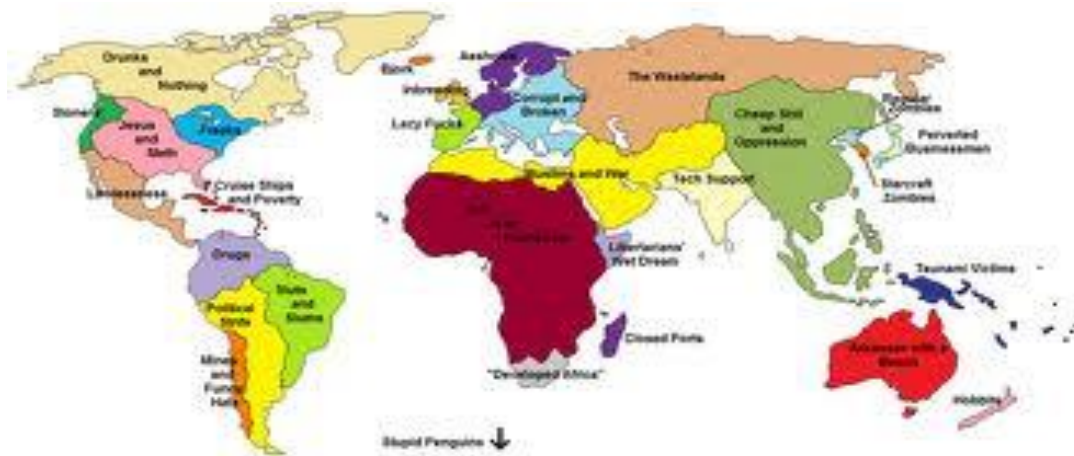 Drunks
and
Nothing
Jesus
and
Meth
Freaks
Lawlessness
Cruise Ships
and Poverty
Drugs
Political
Strife
Sluts
and
Slums
Mines
and
Funny
Hats
Bjork
Inbreeding
Lazy Fucks
Corrupt and
Broken
The Wastelands
Muslims and War
Tech Support
Cheap Shit
and
Oppression
Zombies
Perverted
Businessmen
Starcraft
Zombies
Libertarians'
Wet Dream
Closed Ports
"Developed Africa"
Tsunami Victims
Arkansas with a
Beach
Hobbits
Stupid Penguins